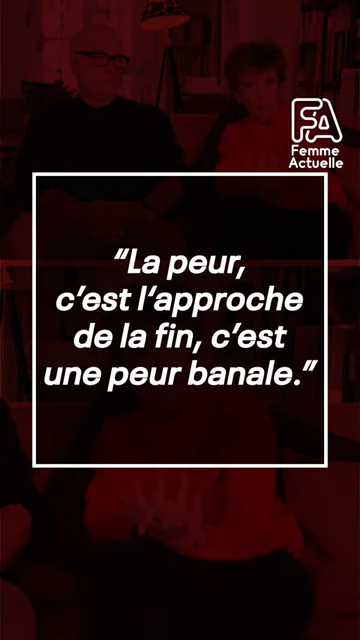 FA
Femme
Actuelle
“La peur,
c’est l’approche
de la fin, c’est
une peur banale.”